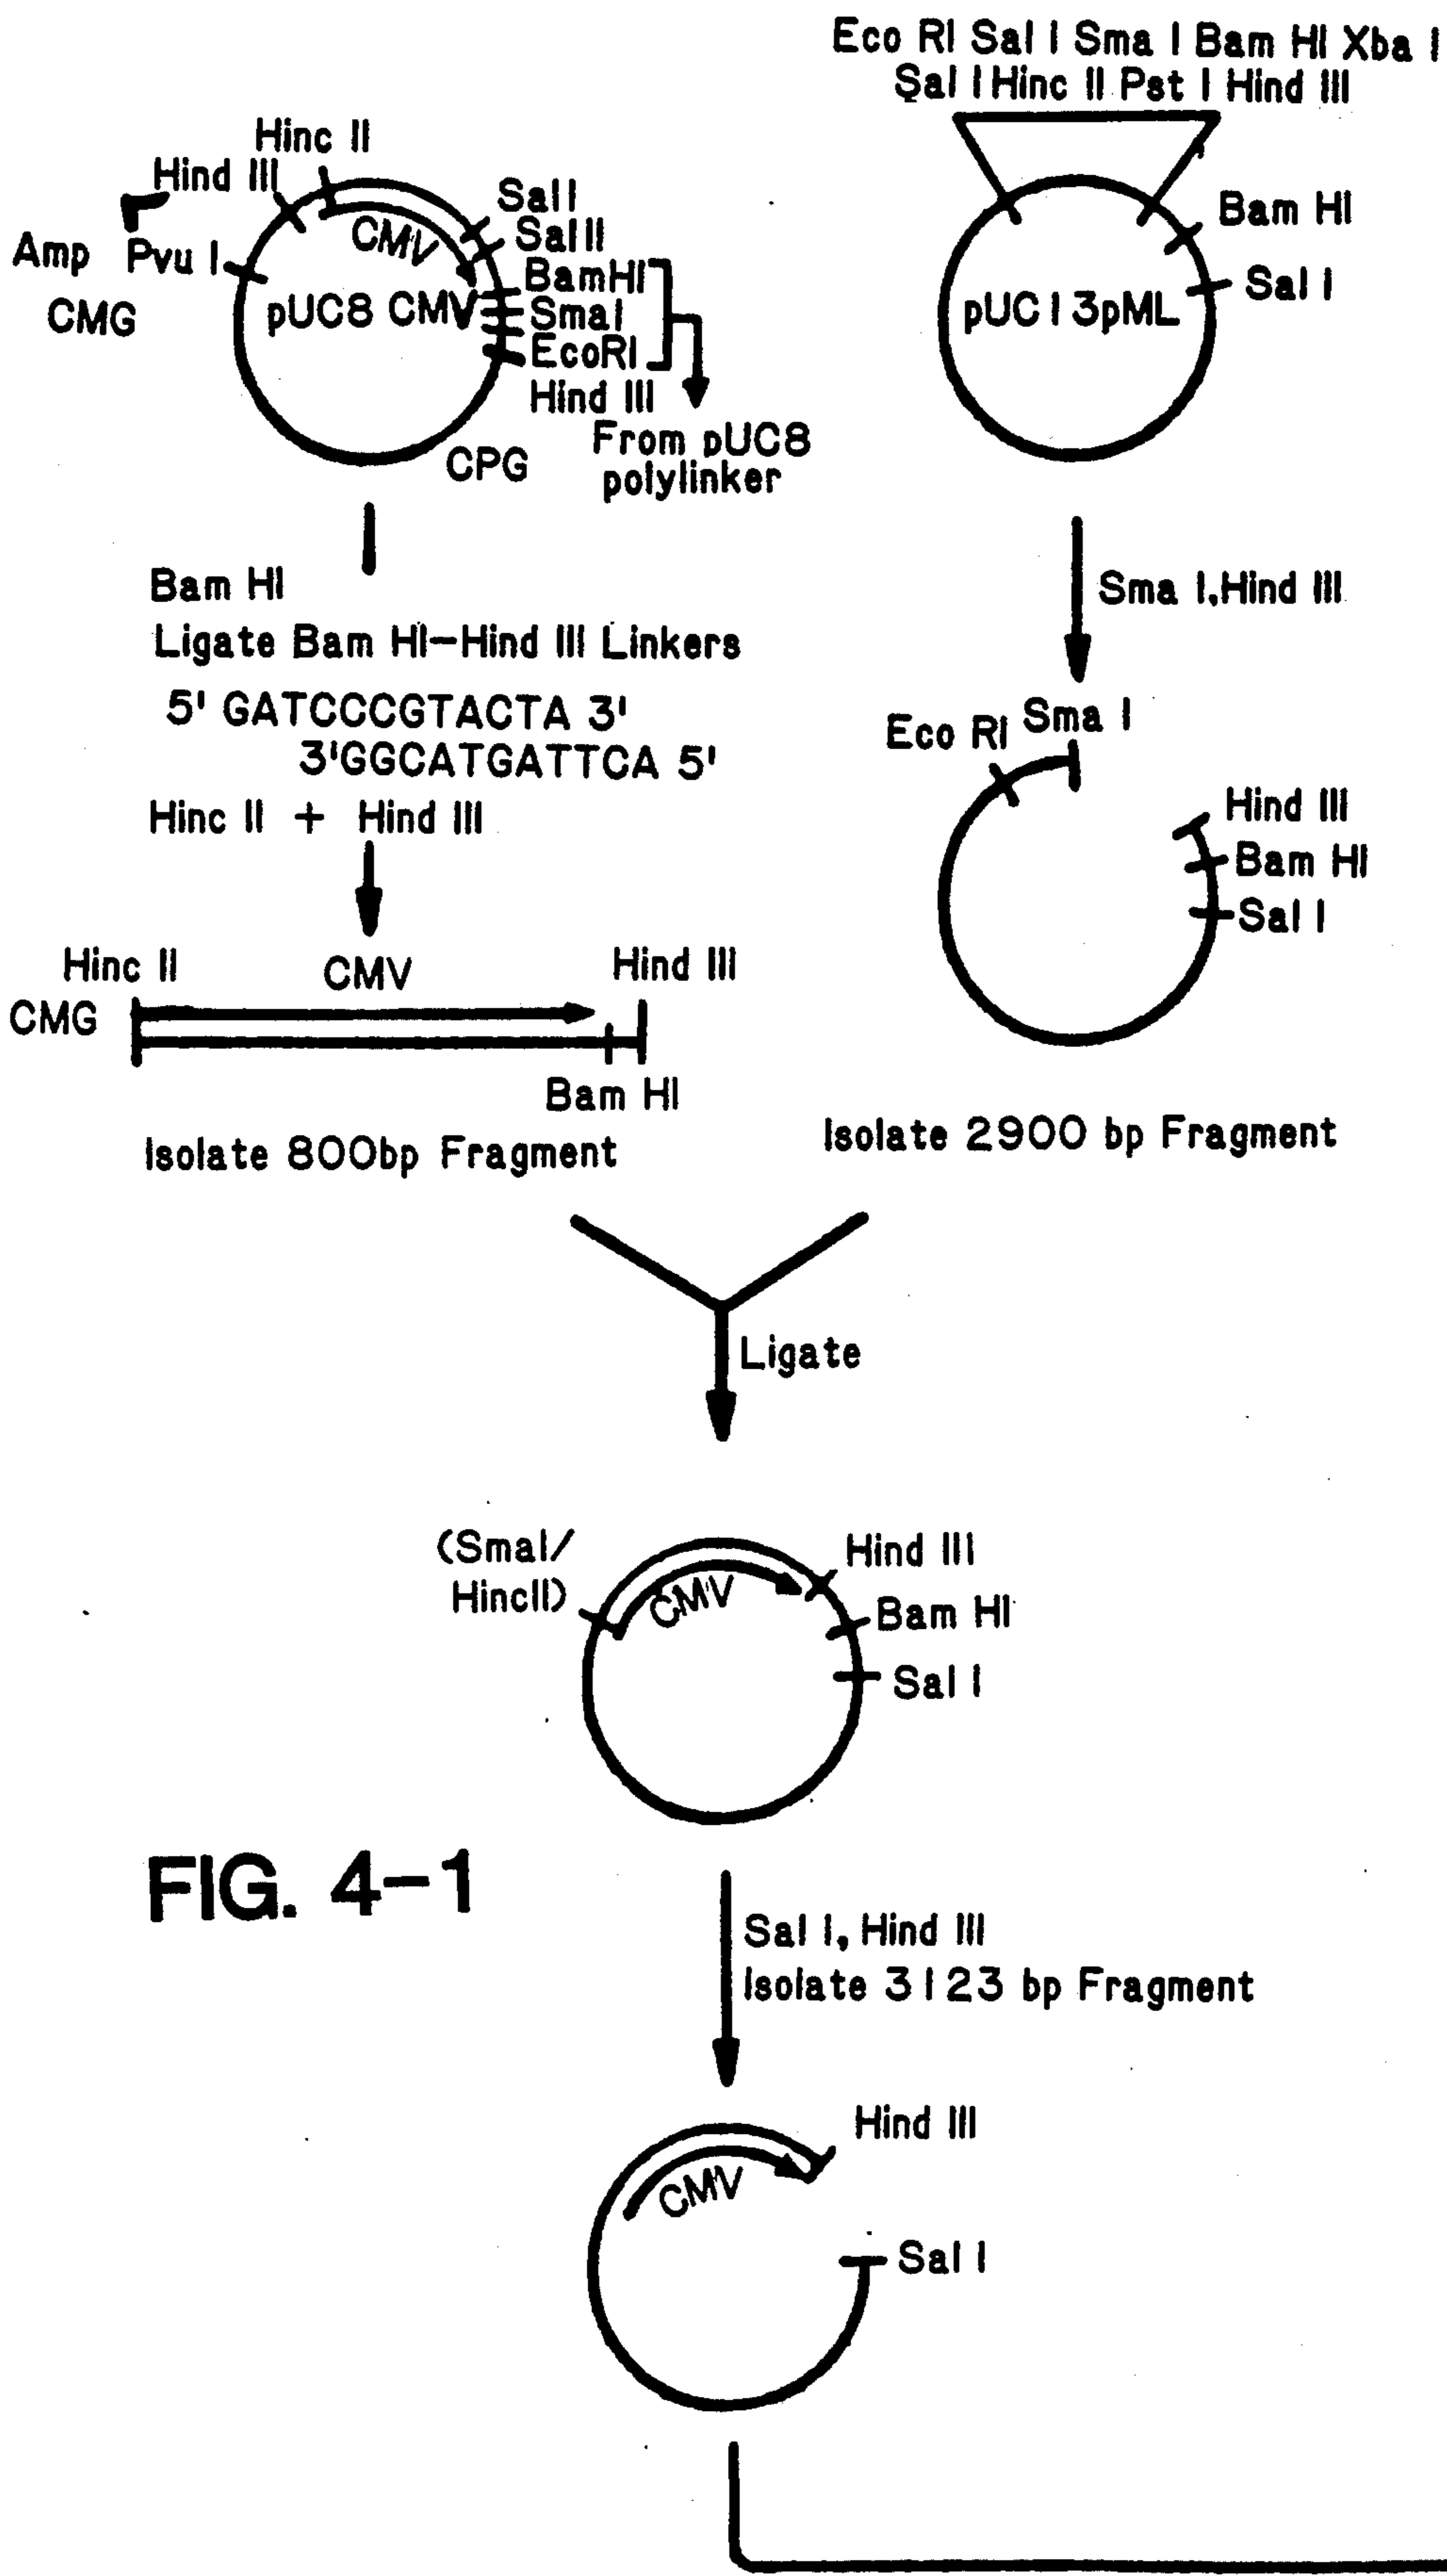 Eco RI Sal I Sma I Bam HI Xba I
Sal I Hinc II Pst I Hind III
Hinc II
Hind III
Amp Pvu I
CMG
CMV
pUC8 CMV
Sal I
Sal II
BamHI
SmaI
EcoRI
Hind III
From pUC8
polylinker
CPG
Bam HI
Sal I
pUC13pML
Bam HI
Ligate Bam HI-Hind III Linkers
5' GATCCCGTACTA 3'
3'GGCATGATTCA 5'
Hinc II + Hind III
Sma I, Hind III
Eco RI Sma I
Hind III
Bam HI
Sal I
Hinc II CMV Hind III
CMG
Bam HI
Isolate 800bp Fragment
Isolate 2900 bp Fragment
Ligate
(SmaI/
HincII)
CMV
Hind III
Bam HI
Sal I
FIG. 4-1
Sal I, Hind III
Isolate 3123 bp Fragment
Hind III
CMV
Sal I